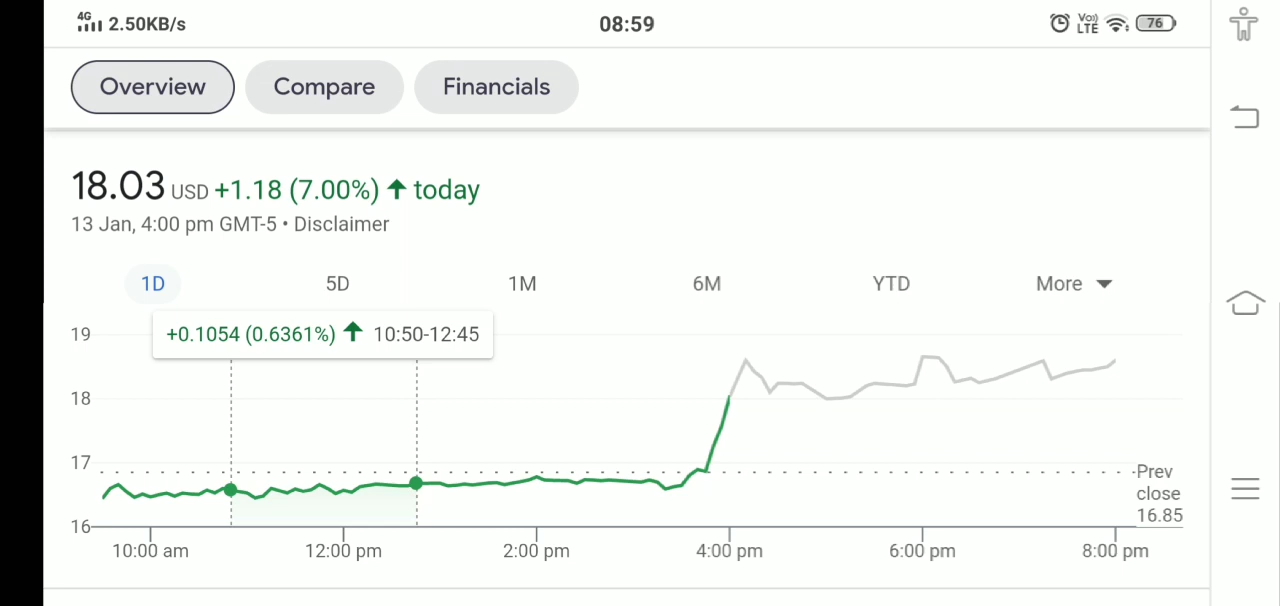 4G 2.50KB/s 08:59 Vo)) LTE 76
Overview Compare Financials
18.03 USD +1.18 (7.00%) ↑ today
13 Jan, 4:00 pm GMT-5 • Disclaimer
1D 5D 1M 6M YTD More
+0.1054 (0.6361%) ↑ 10:50-12:45
19
18
17
Prev
close
16.85
16
10:00 am 12:00 pm 2:00 pm 4:00 pm 6:00 pm 8:00 pm